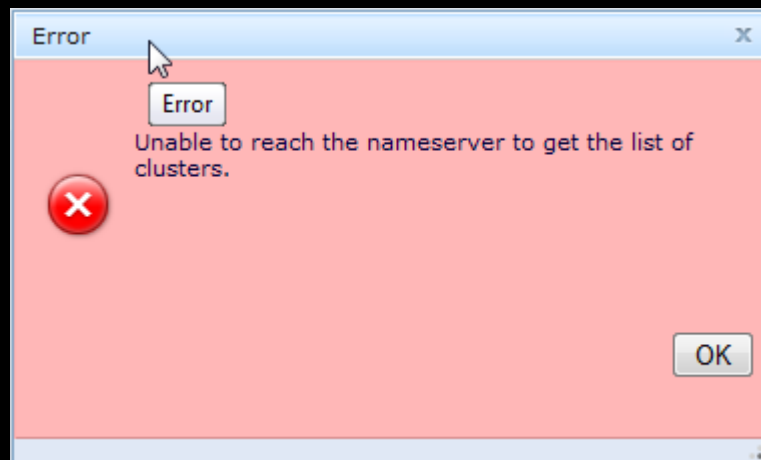 Error
Error
Unable to reach the nameserver to get the list of
clusters.
OK